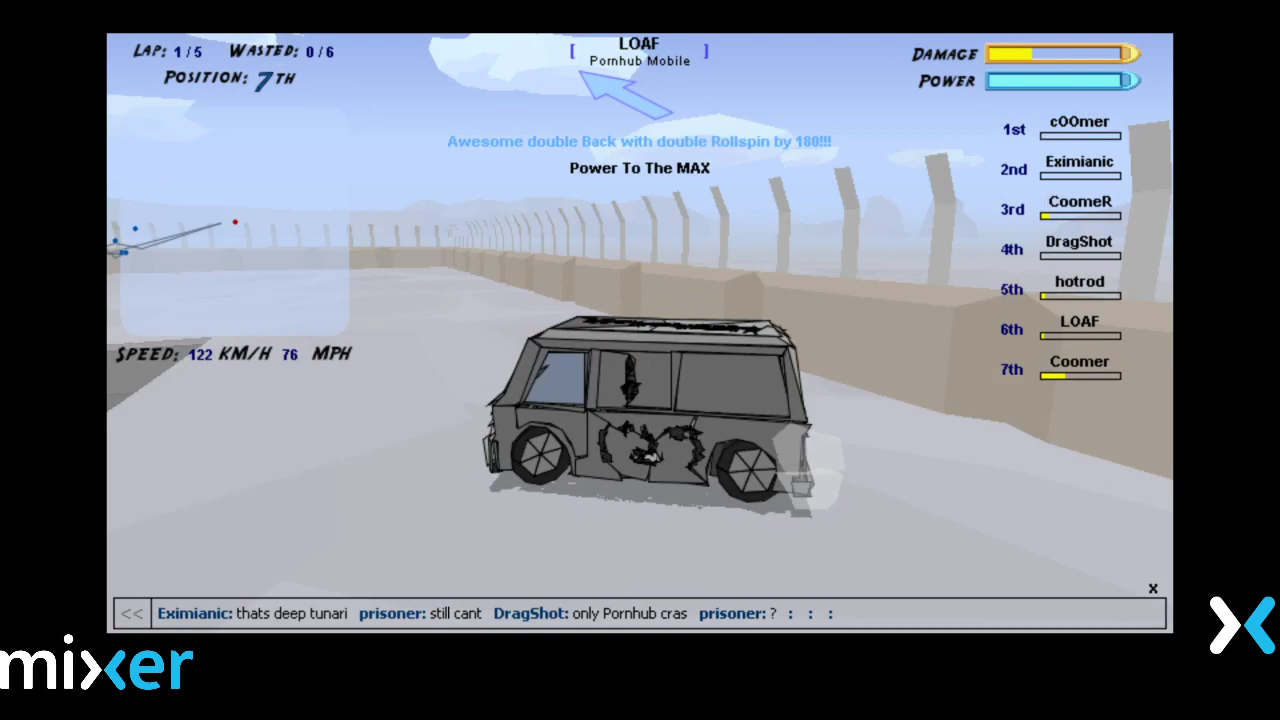 LAP: 1/5 WASTED: 0/6
POSITION: 7TH
[ LOAF ]
Pornhub Mobile
DAMAGE
POWER
Awesome double Back with double Rollspin by 180!!!
Power To The MAX
1st cOOmer
2nd Eximianic
3rd CoomeR
4th DragShot
5th hotrod
6th LOAF
7th Coomer
SPEED: 122 KM/H 76 MPH
x
<< Eximianic: thats deep tunari prisoner: still cant DragShot: only Pornhub cras prisoner: ? : : :
mixer